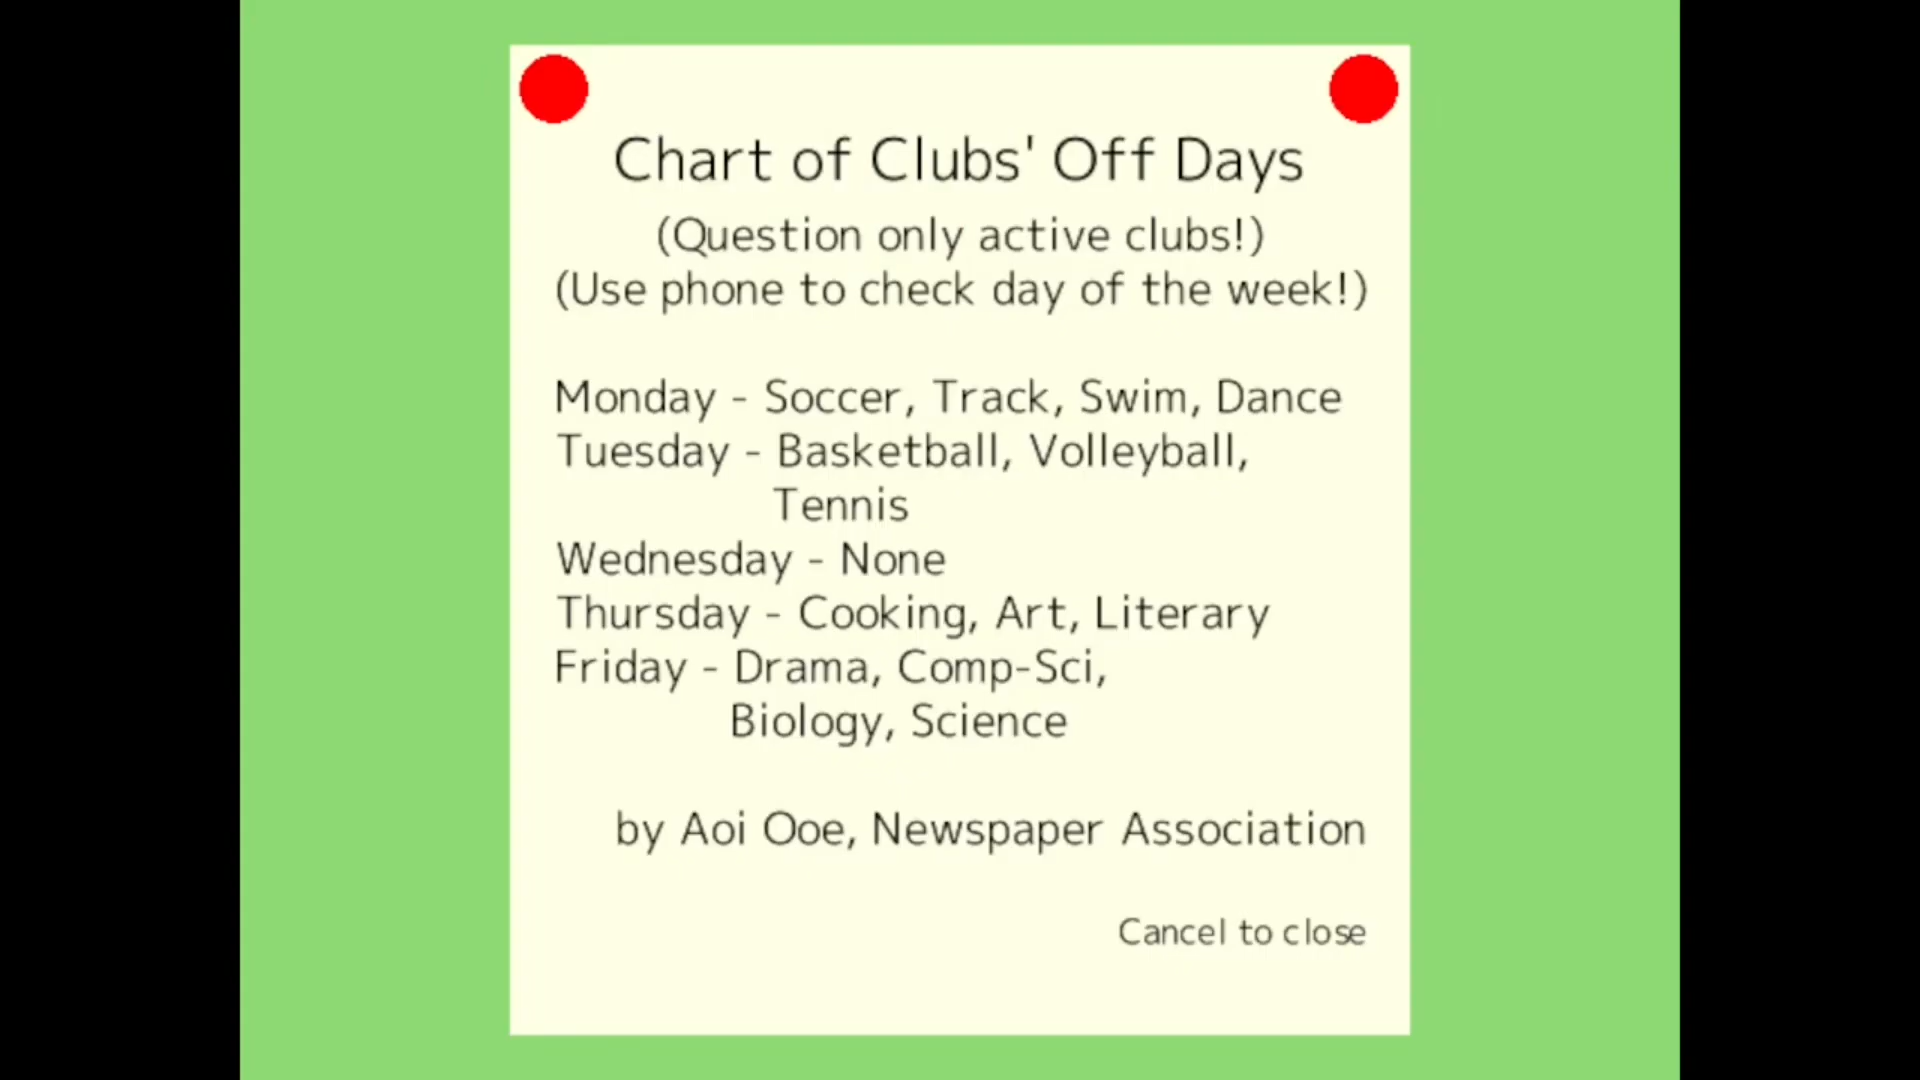 Chart of Clubs' Off Days
(Question only active clubs!)
(Use phone to check day of the week!)
Monday - Soccer, Track, Swim, Dance
Tuesday - Basketball, Volleyball,
Tennis
Wednesday - None
Thursday - Cooking, Art, Literary
Friday - Drama, Comp-Sci,
Biology, Science
by Aoi Ooe, Newspaper Association
Cancel to close